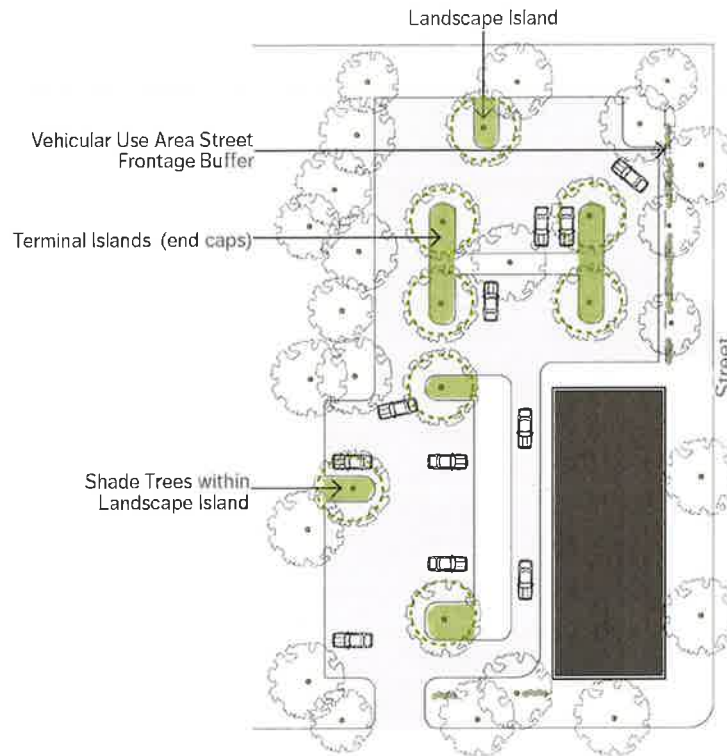 Landscape Island
Vehicular Use Area Street
Frontage Buffer
Terminal Islands (end caps)
Street
Shade Trees within
Landscape Island